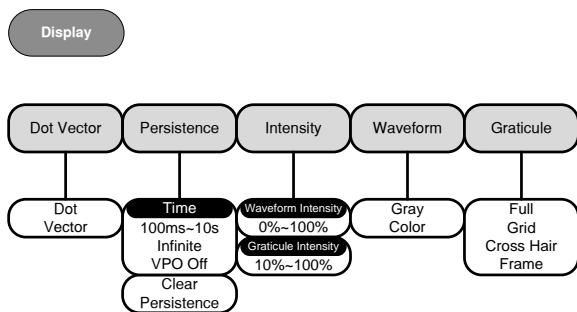 Display
Dot Vector
Persistence
Intensity
Waveform
Graticule
Dot
Vector
Time
100ms~10s
Infinite
VPO Off
Clear
Persistence
Waveform Intensity
0%~100%
Graticule Intensity
10%~100%
Gray
Color
Full
Grid
Cross Hair
Frame